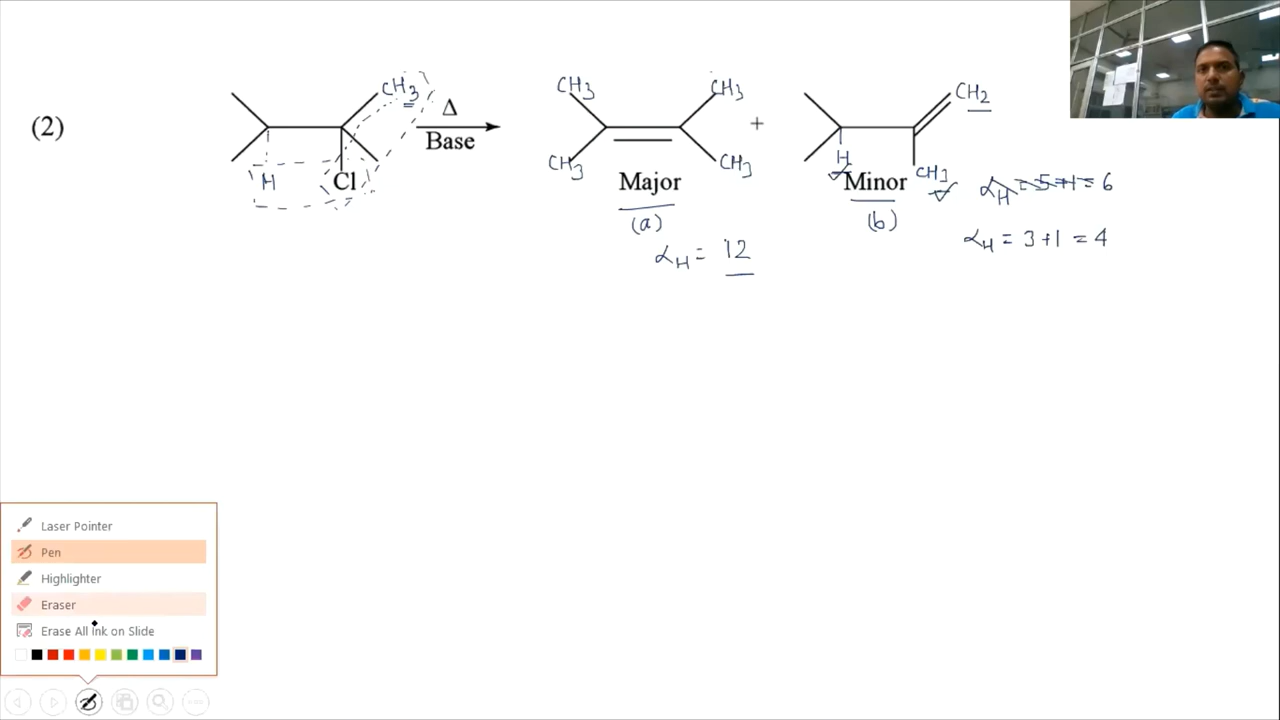 (2)
CH3
H
Cl
Δ
Base
CH3
CH3
CH3
CH3
Major
(a)
αH = 12
+
CH2
H
CH3
Minor
(b)
αH = 5+1 = 6
αH = 3+1 = 4
Laser Pointer
Pen
Highlighter
Eraser
Erase All Ink on Slide